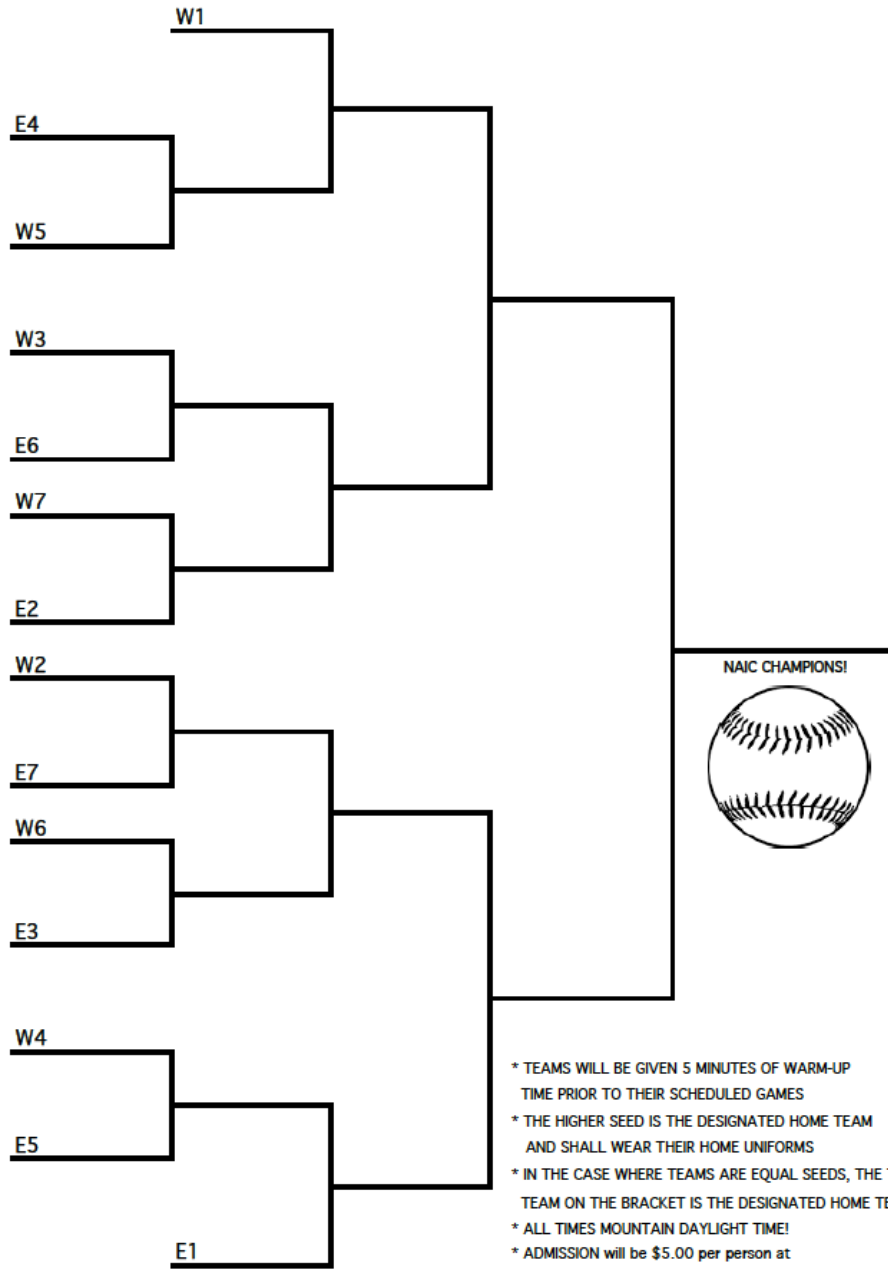 W1
E4
W5
W3
E6
W7
E2
W2
E7
W6
E3
W4
E5
E1
NAIC CHAMPIONS!
* TEAMS WILL BE GIVEN 5 MINUTES OF WARM-UP
TIME PRIOR TO THEIR SCHEDULED GAMES
* THE HIGHER SEED IS THE DESIGNATED HOME TEAM
AND SHALL WEAR THEIR HOME UNIFORMS
* IN THE CASE WHERE TEAMS ARE EQUAL SEEDS, THE
TEAM ON THE BRACKET IS THE DESIGNATED HOME
* ALL TIMES MOUNTAIN DAYLIGHT TIME!
* ADMISSION will be $5.00 per person at